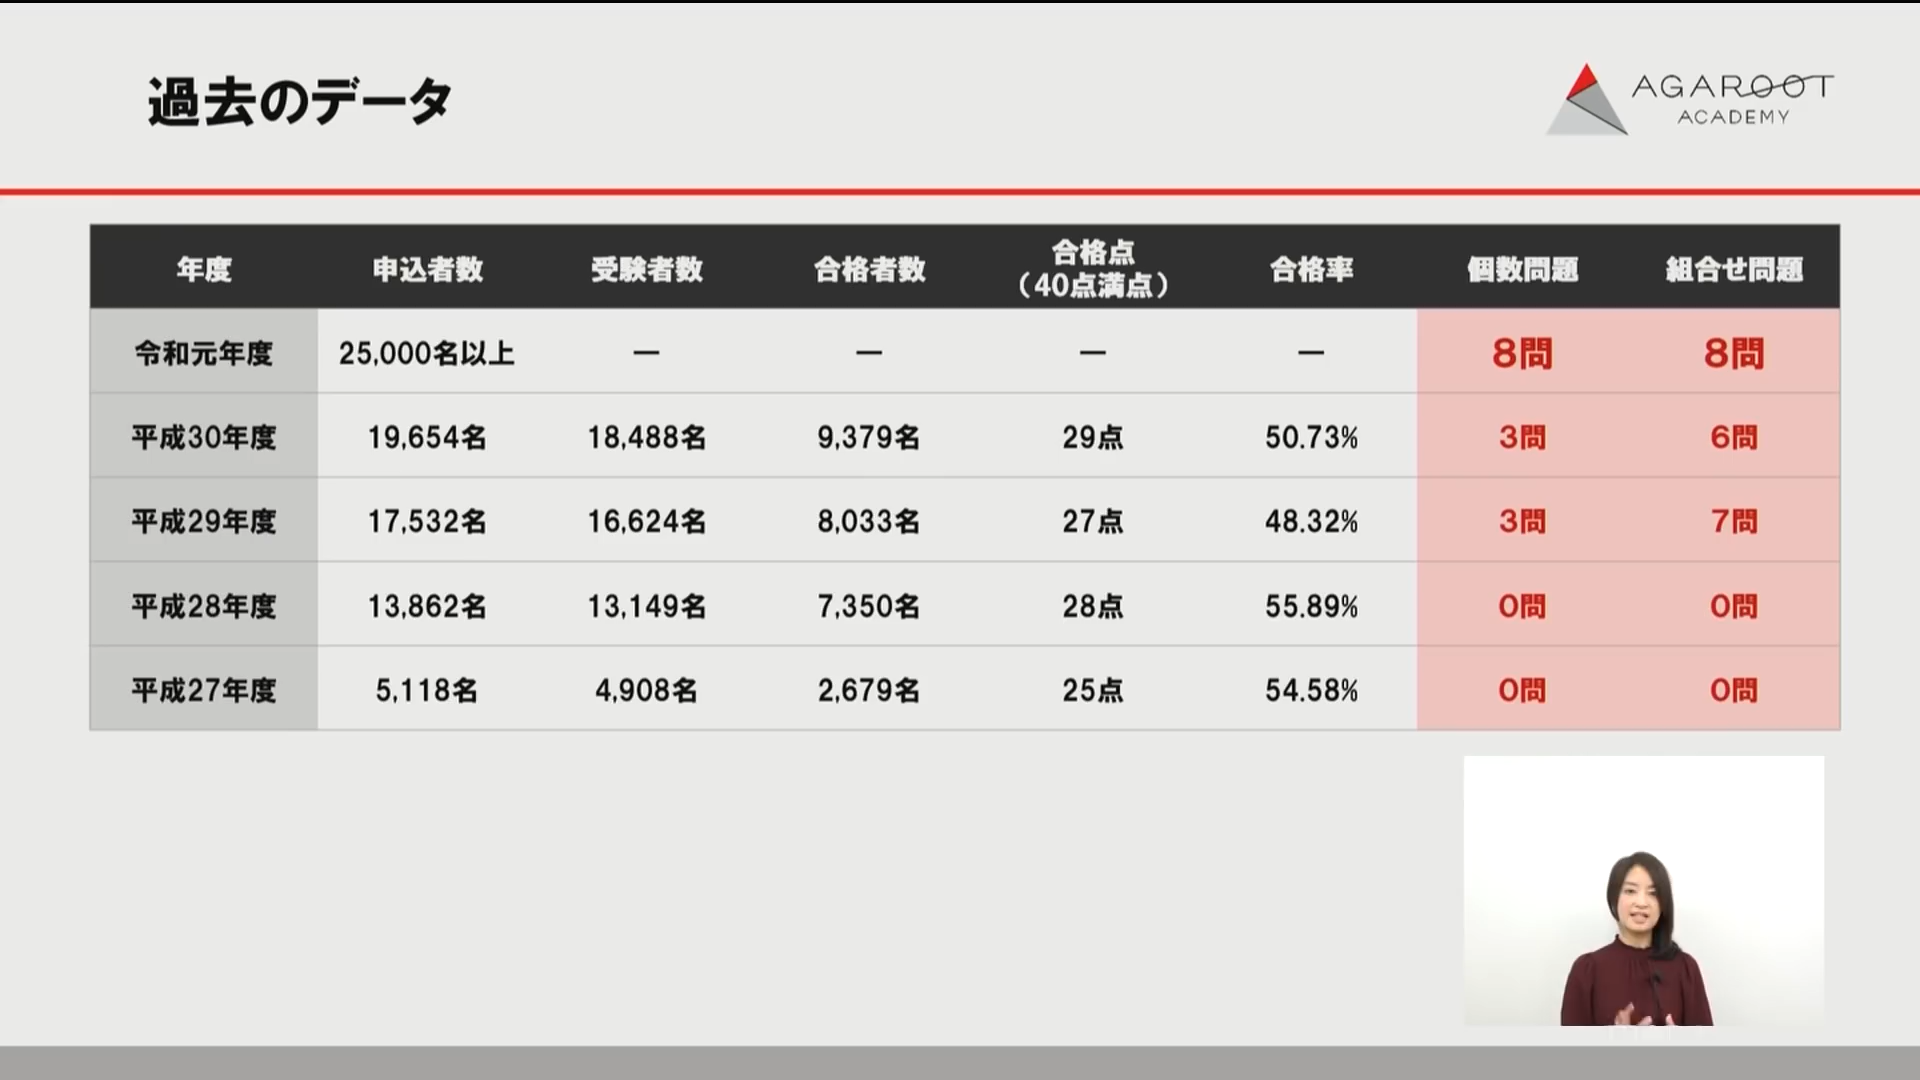 過去のデータ
AGAROOT
ACADEMY
年度 申込者数 受験者数 合格者数 合格点（40点満点） 合格率 個数問題 組合せ問題
令和元年度 25,000名以上 — — — — 8問 8問
平成30年度 19,654名 18,488名 9,379名 29点 50.73% 3問 6問
平成29年度 17,532名 16,624名 8,033名 27点 48.32% 3問 7問
平成28年度 13,862名 13,149名 7,350名 28点 55.89% 0問 0問
平成27年度 5,118名 4,908名 2,679名 25点 54.58% 0問 0問